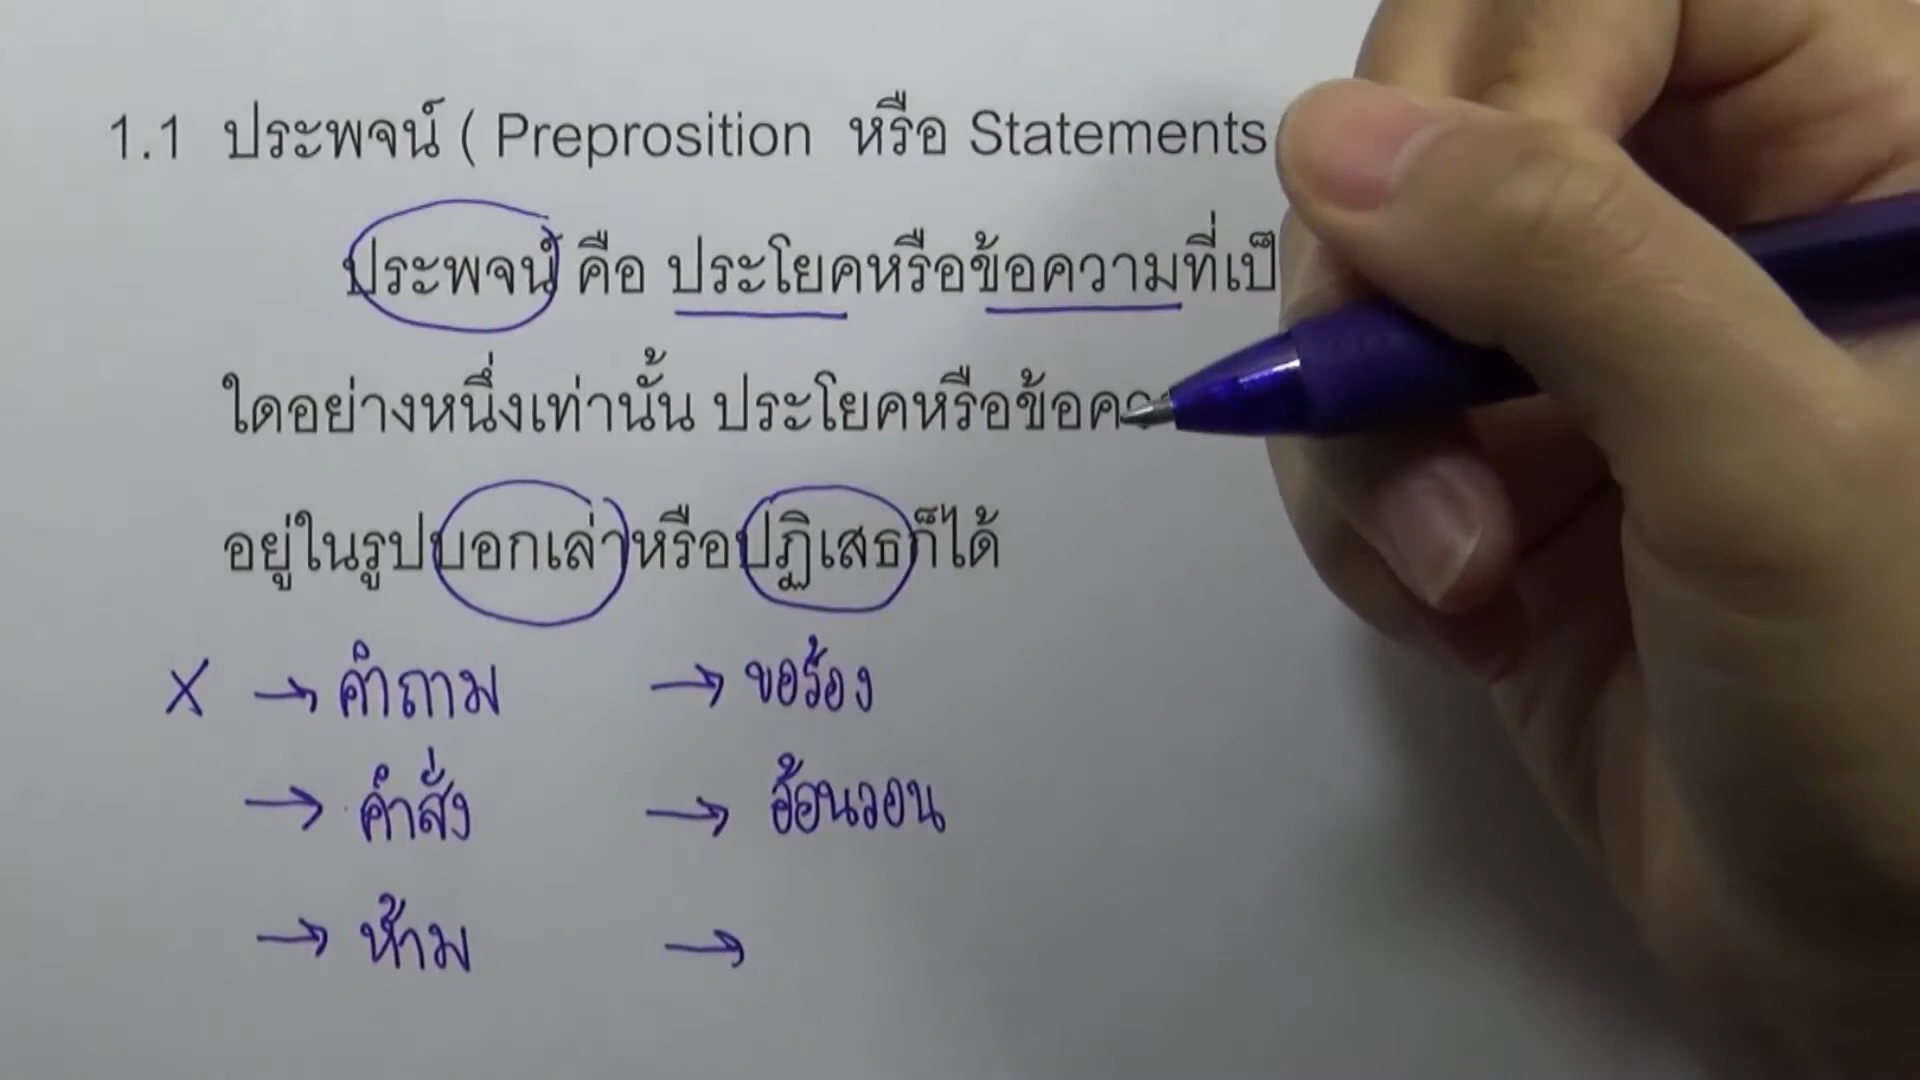 1.1 ประพจน์ ( Preprosition หรือ Statements
ประพจน์ คือ ประโยคหรือข้อความที่เป็
ใดอย่างหนึ่งเท่านั้น ประโยคหรือข้อคว
อยู่ในรูปบอกเล่าหรือปฏิเสธก็ได้
X → คำถาม → ขอร้อง
→ คำสั่ง → อ้อนวอน
→ ห้าม →